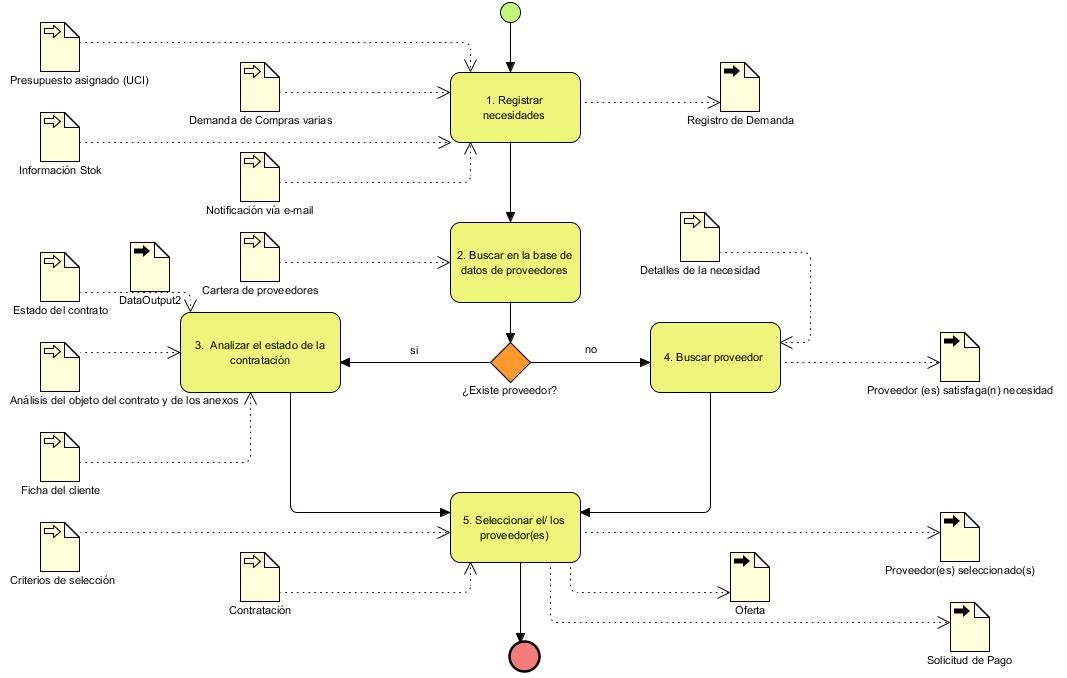 Presupuesto asignado (UCI)
Demanda de Compras varias
1. Registrar
necesidades
Registro de Demanda
Información Stok
Notificación vía e-mail
Cartera de proveedores
2. Buscar en la base de
datos de proveedores
Detalles de la necesidad
Estado del contrato
DataOutput2
3. Analizar el estado de la
contratación
si
no
¿Existe proveedor?
4. Buscar proveedor
Proveedor (es) satisfaga(n) necesidad
Análisis del objeto del contrato y de los anexos
Ficha del cliente
5. Seleccionar el/ los
proveedor(es)
Criterios de selección
Contratación
Proveedor(es) seleccionado(s)
Oferta
Solicitud de Pago